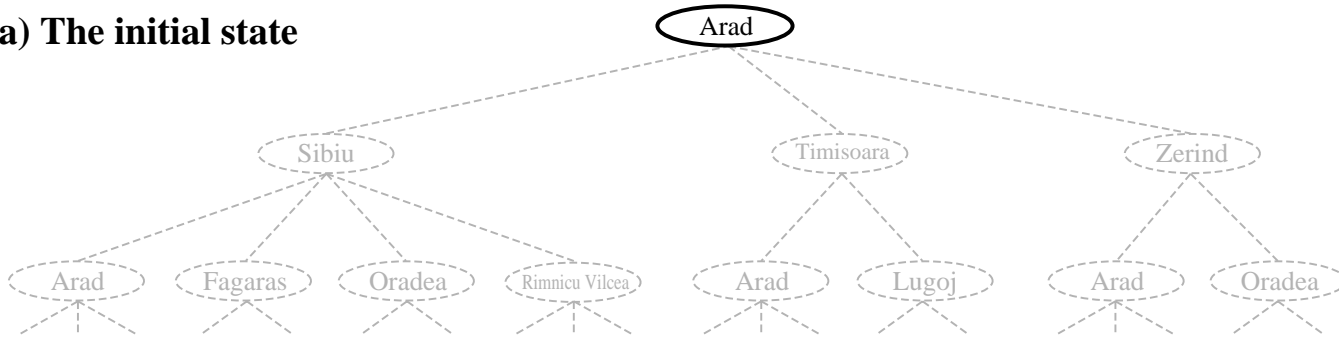 a) The initial state
Arad
Sibiu
Timisoara
Zerind
Arad
Fagaras
Oradea
Rimnicu Vilcea
Arad
Lugoj
Arad
Oradea